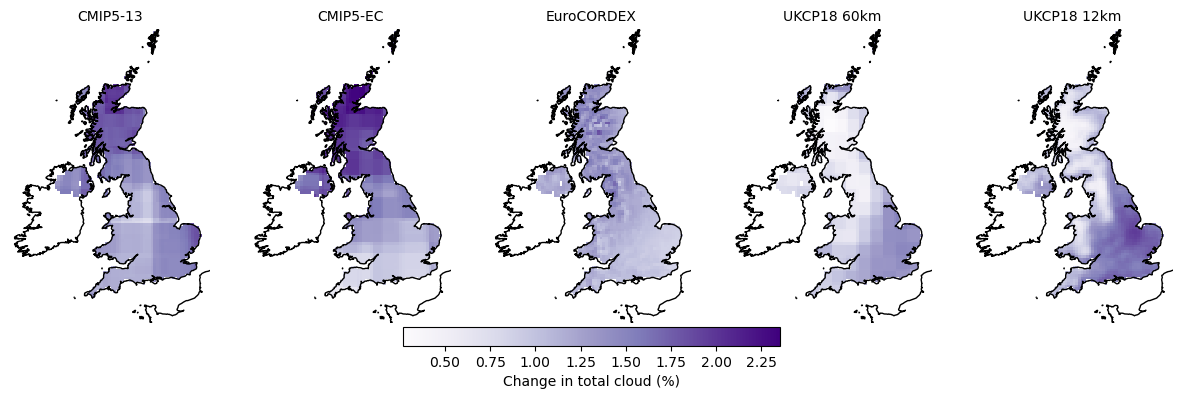 CMIP5-13 CMIP5-EC EuroCORDEX UKCP18 60km UKCP18 12km
0.50 0.75 1.00 1.25 1.50 1.75 2.00 2.25
Change in total cloud (%)